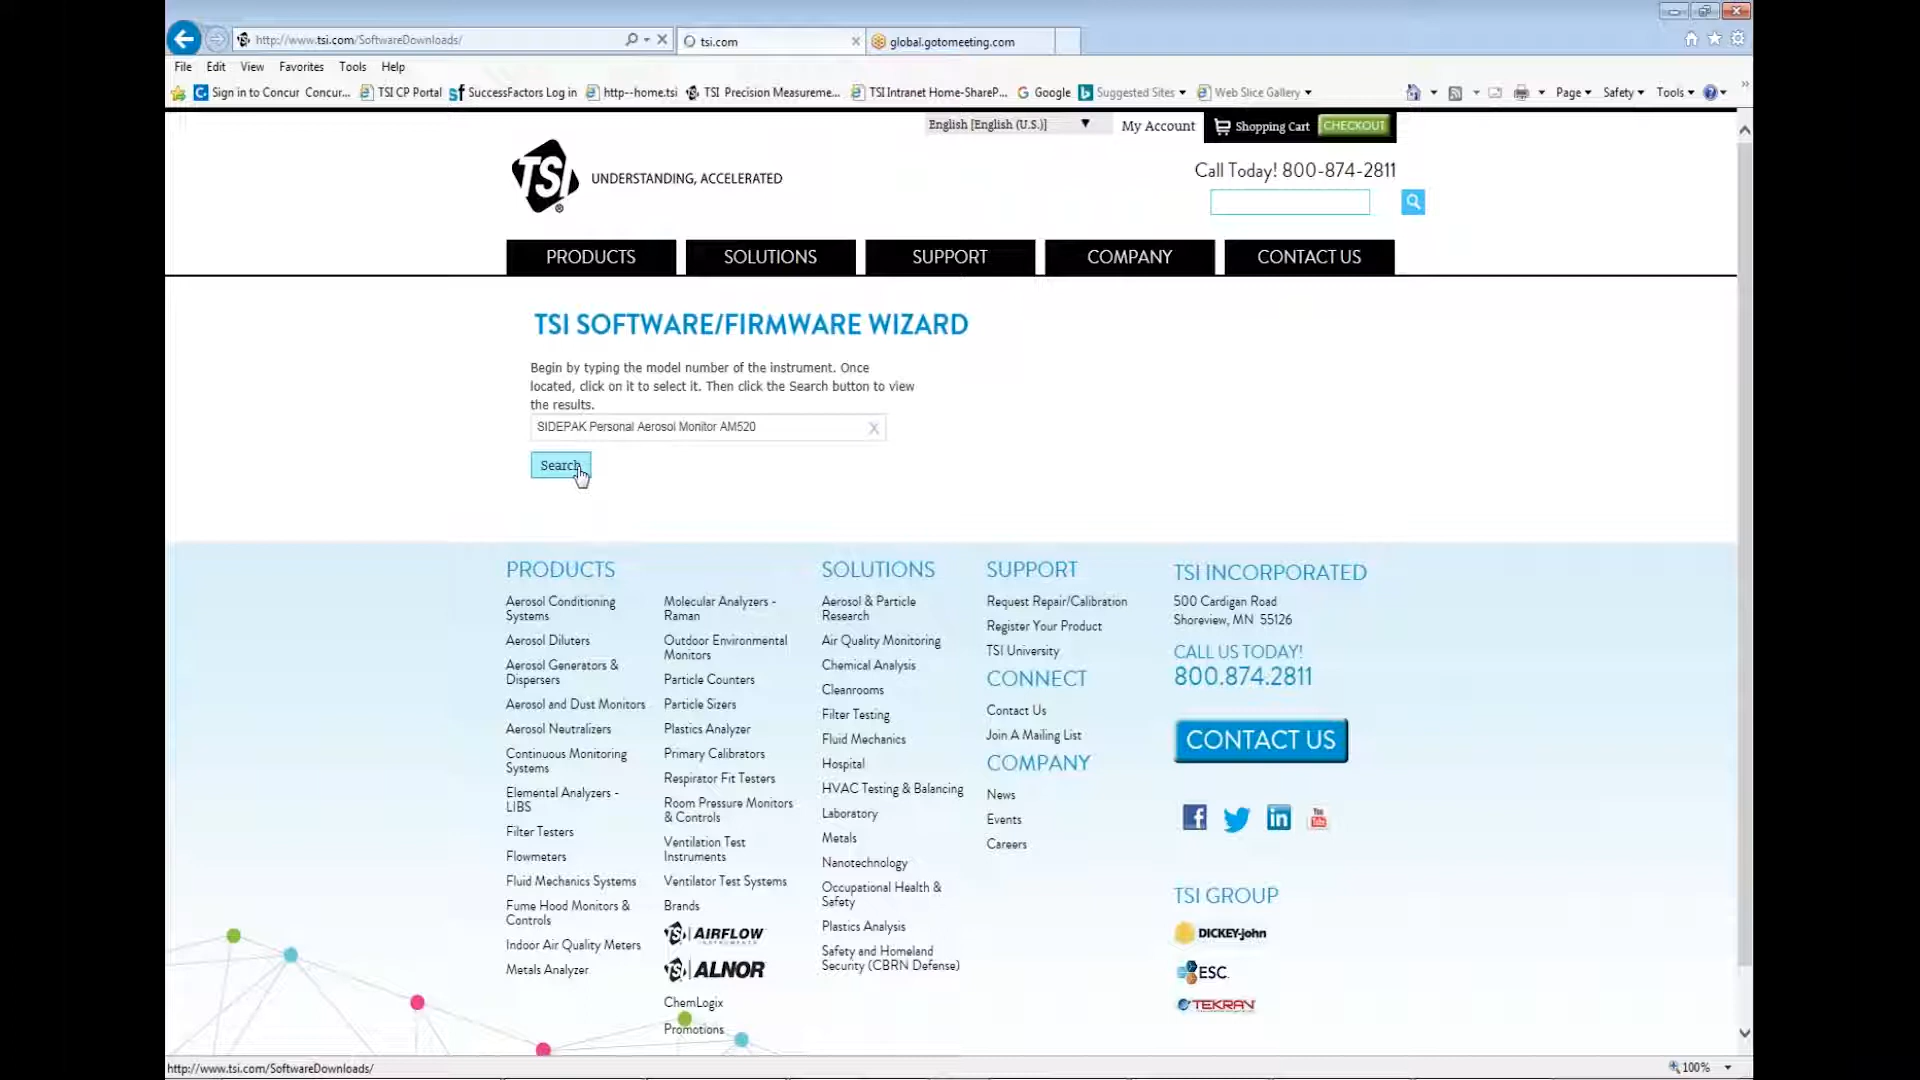 http://www.tsi.com/SoftwareDownloads/
tsi.com
global.gotomeeting.com
File Edit View Favorites Tools Help
Sign in to Concur Concur...
TSI CP Portal
SuccessFactors Log in
http--home.tsi
TSI Precision Measureme...
TSI Intranet Home-ShareP...
Google
Suggested Sites
Web Slice Gallery
Page
Safety
Tools
English [English (U.S.)]
My Account
Shopping Cart
CHECKOUT
TSI
UNDERSTANDING, ACCELERATED
Call Today! 800-874-2811
PRODUCTS
SOLUTIONS
SUPPORT
COMPANY
CONTACT US
TSI SOFTWARE/FIRMWARE WIZARD
Begin by typing the model number of the instrument. Once
located, click on it to select it. Then click the Search button to view
the results.
SIDEPAK Personal Aerosol Monitor AM520
X
Search
PRODUCTS
Aerosol Conditioning
Systems
Aerosol Diluters
Aerosol Generators &
Dispersers
Aerosol and Dust Monitors
Aerosol Neutralizers
Continuous Monitoring
Systems
Elemental Analyzers -
LIBS
Filter Testers
Flowmeters
Fluid Mechanics Systems
Fume Hood Monitors &
Controls
Indoor Air Quality Meters
Metals Analyzer
Molecular Analyzers -
Raman
Outdoor Environmental
Monitors
Particle Counters
Particle Sizers
Plastics Analyzer
Primary Calibrators
Respirator Fit Testers
Room Pressure Monitors
& Controls
Ventilation Test
Instruments
Ventilator Test Systems
Brands
TSI AIRFLOW
INSTRUMENTS
TSI ALNOR
ChemLogix
Promotions
SOLUTIONS
Aerosol & Particle
Research
Air Quality Monitoring
Chemical Analysis
Cleanrooms
Filter Testing
Fluid Mechanics
Hospital
HVAC Testing & Balancing
Laboratory
Metals
Nanotechnology
Occupational Health &
Safety
Plastics Analysis
Safety and Homeland
Security (CBRN Defense)
SUPPORT
Request Repair/Calibration
Register Your Product
TSI University
CONNECT
Contact Us
Join A Mailing List
COMPANY
News
Events
Careers
TSI INCORPORATED
500 Cardigan Road
Shoreview, MN 55126
CALL US TODAY!
800.874.2811
CONTACT US
You
Tube
TSI GROUP
DICKEY-john
ESC.
TEKRAN
http://www.tsi.com/SoftwareDownloads/
100%